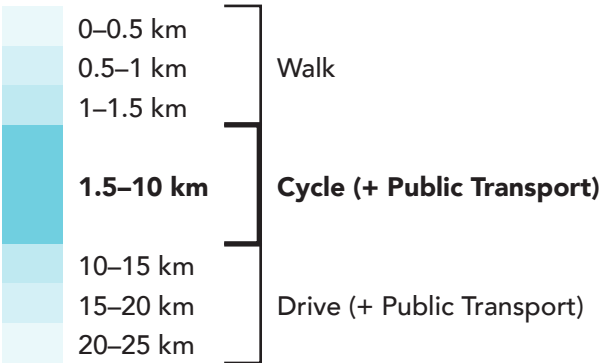 0–0.5 km
0.5–1 km
Walk
1–1.5 km
1.5–10 km
Cycle (+ Public Transport)
10–15 km
15–20 km
Drive (+ Public Transport)
20–25 km